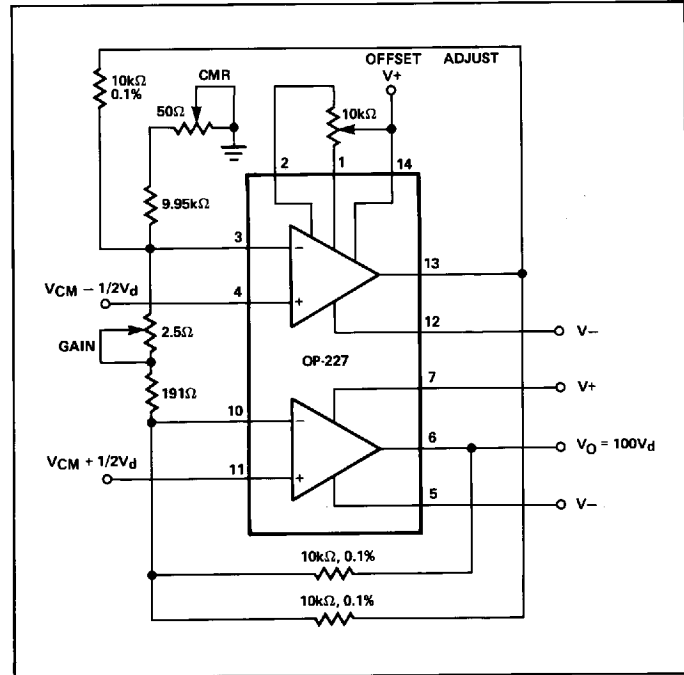 OFFSET ADJUST
V+
10kΩ
0.1%
CMR
50Ω
10kΩ
2
1
14
9.95kΩ
3
−
13
VCM − 1/2Vd
4
+
12
V−
GAIN
2.5Ω
OP-227
7
V+
191Ω
10
−
6
VO = 100Vd
VCM + 1/2Vd
11
+
5
V−
10kΩ, 0.1%
10kΩ, 0.1%